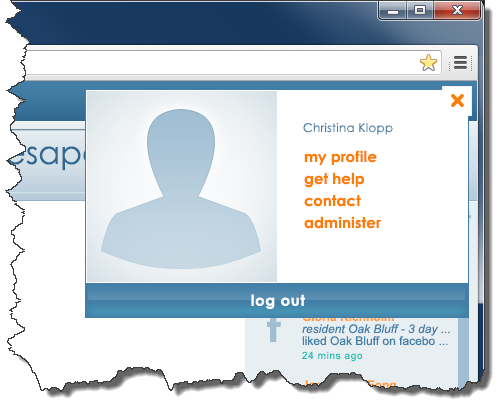 esapo
Christina Klopp
my profile
get help
contact
administer
log out
resident Oak Bluff - 3 day ...
liked Oak Bluff on facebo ...
24 mins ago